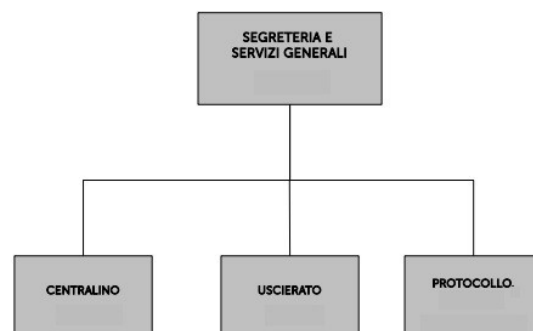 SEGRETERIA E
SERVIZI GENERALI
CENTRALINO
USCIERATO
PROTOCOLLO